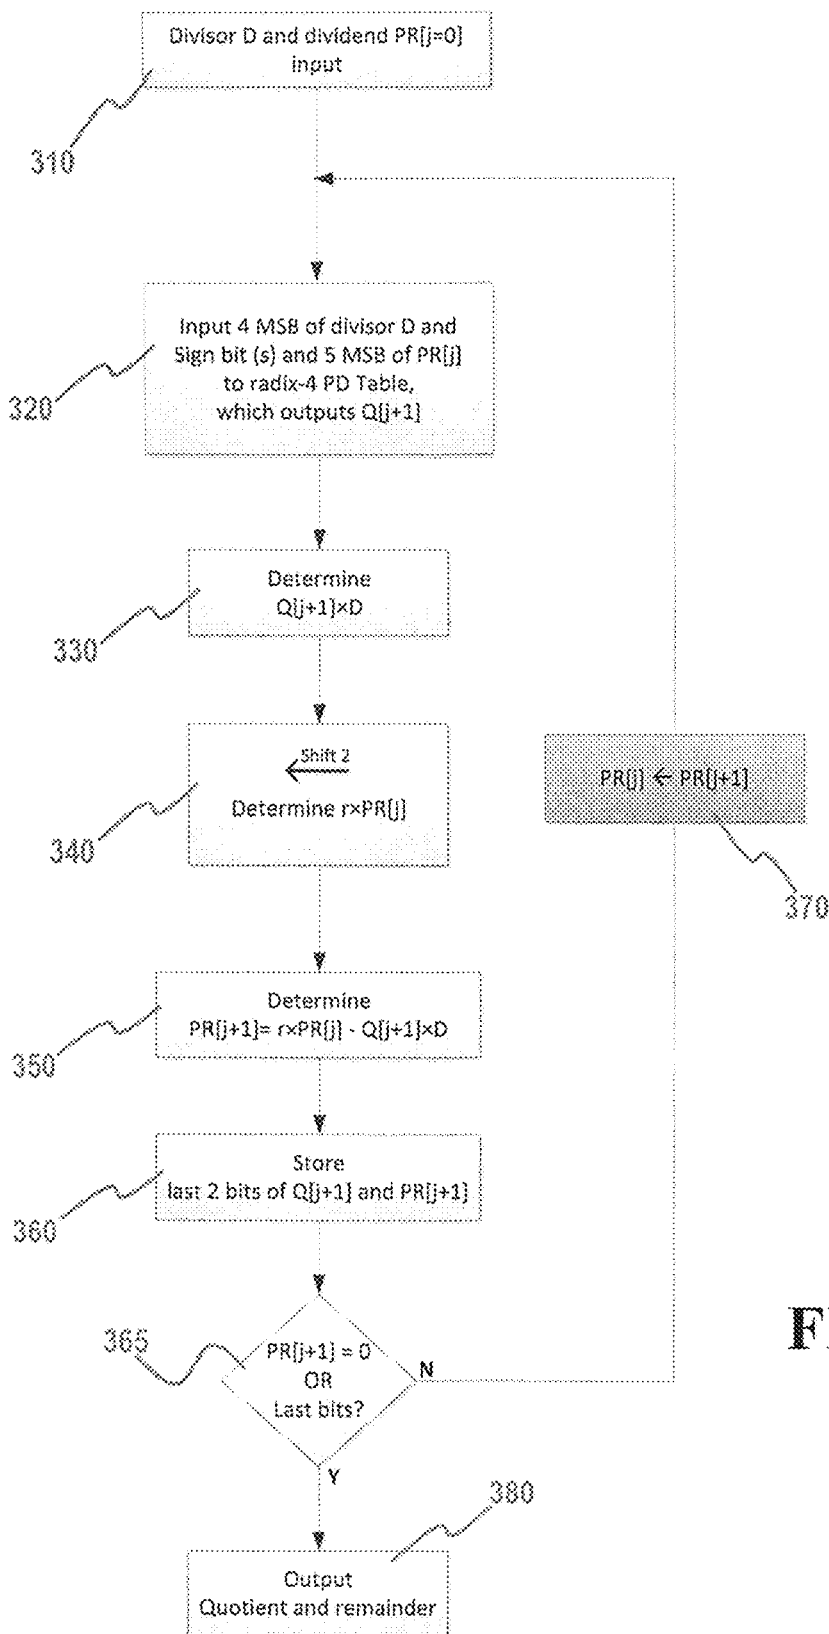 Divisor D and dividend PR[j=0]
input
310
Input 4 MSB of divisor D and
Sign bit (s) and 5 MSB of PR[j]
to radix-4 PD Table,
which outputs Q[j+1]
320
Determine
Q[j+1]×D
330
Shift 2
Determine r×PR[j]
340
PR[j] ← PR[j+1]
370
Determine
PR[j+1]= r×PR[j] - Q[j+1]×D
350
Store
last 2 bits of Q[j+1] and PR[j+1]
360
365
PR[j+1] = 0
OR
Last bits?
N
Y
380
Output
Quotient and remainder